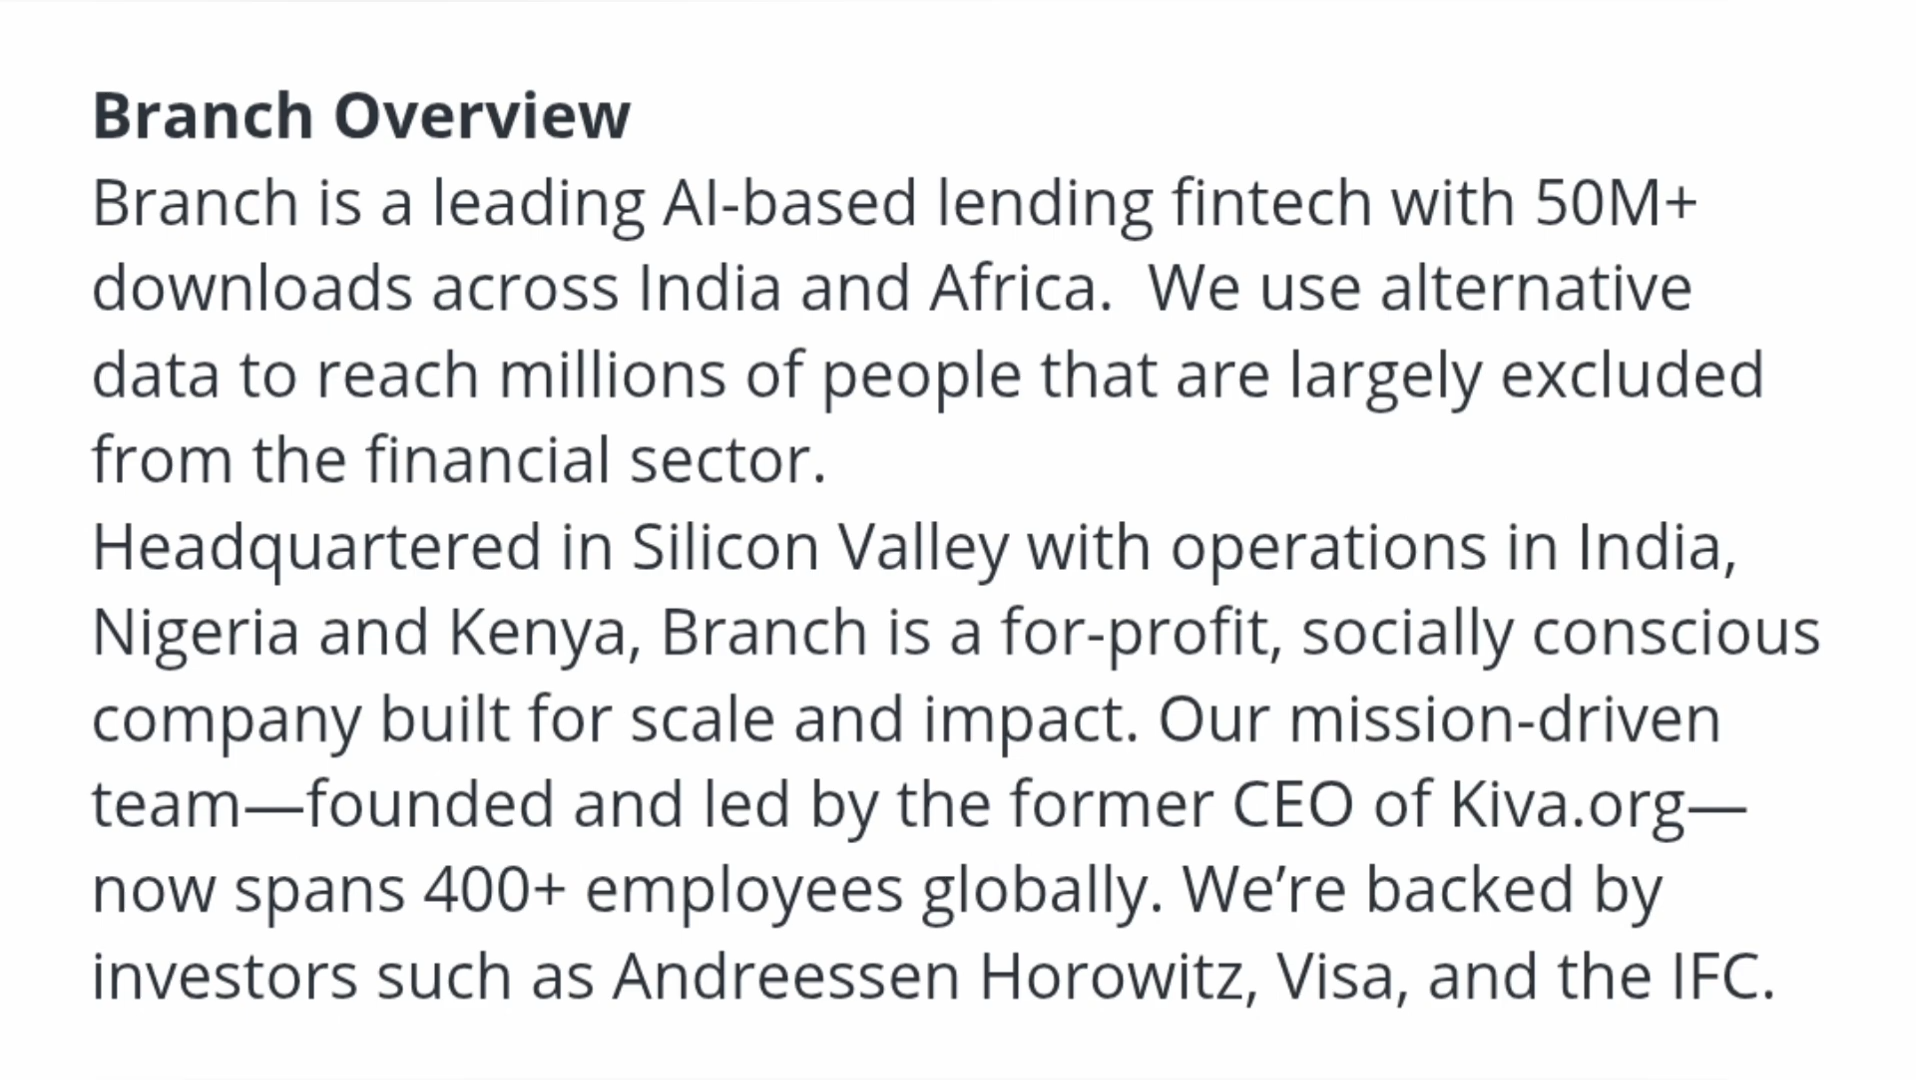 Branch Overview
Branch is a leading AI-based lending fintech with 50M+
downloads across India and Africa.  We use alternative
data to reach millions of people that are largely excluded
from the financial sector.
Headquartered in Silicon Valley with operations in India,
Nigeria and Kenya, Branch is a for-profit, socially conscious
company built for scale and impact. Our mission-driven
team—founded and led by the former CEO of Kiva.org—
now spans 400+ employees globally. We’re backed by
investors such as Andreessen Horowitz, Visa, and the IFC.